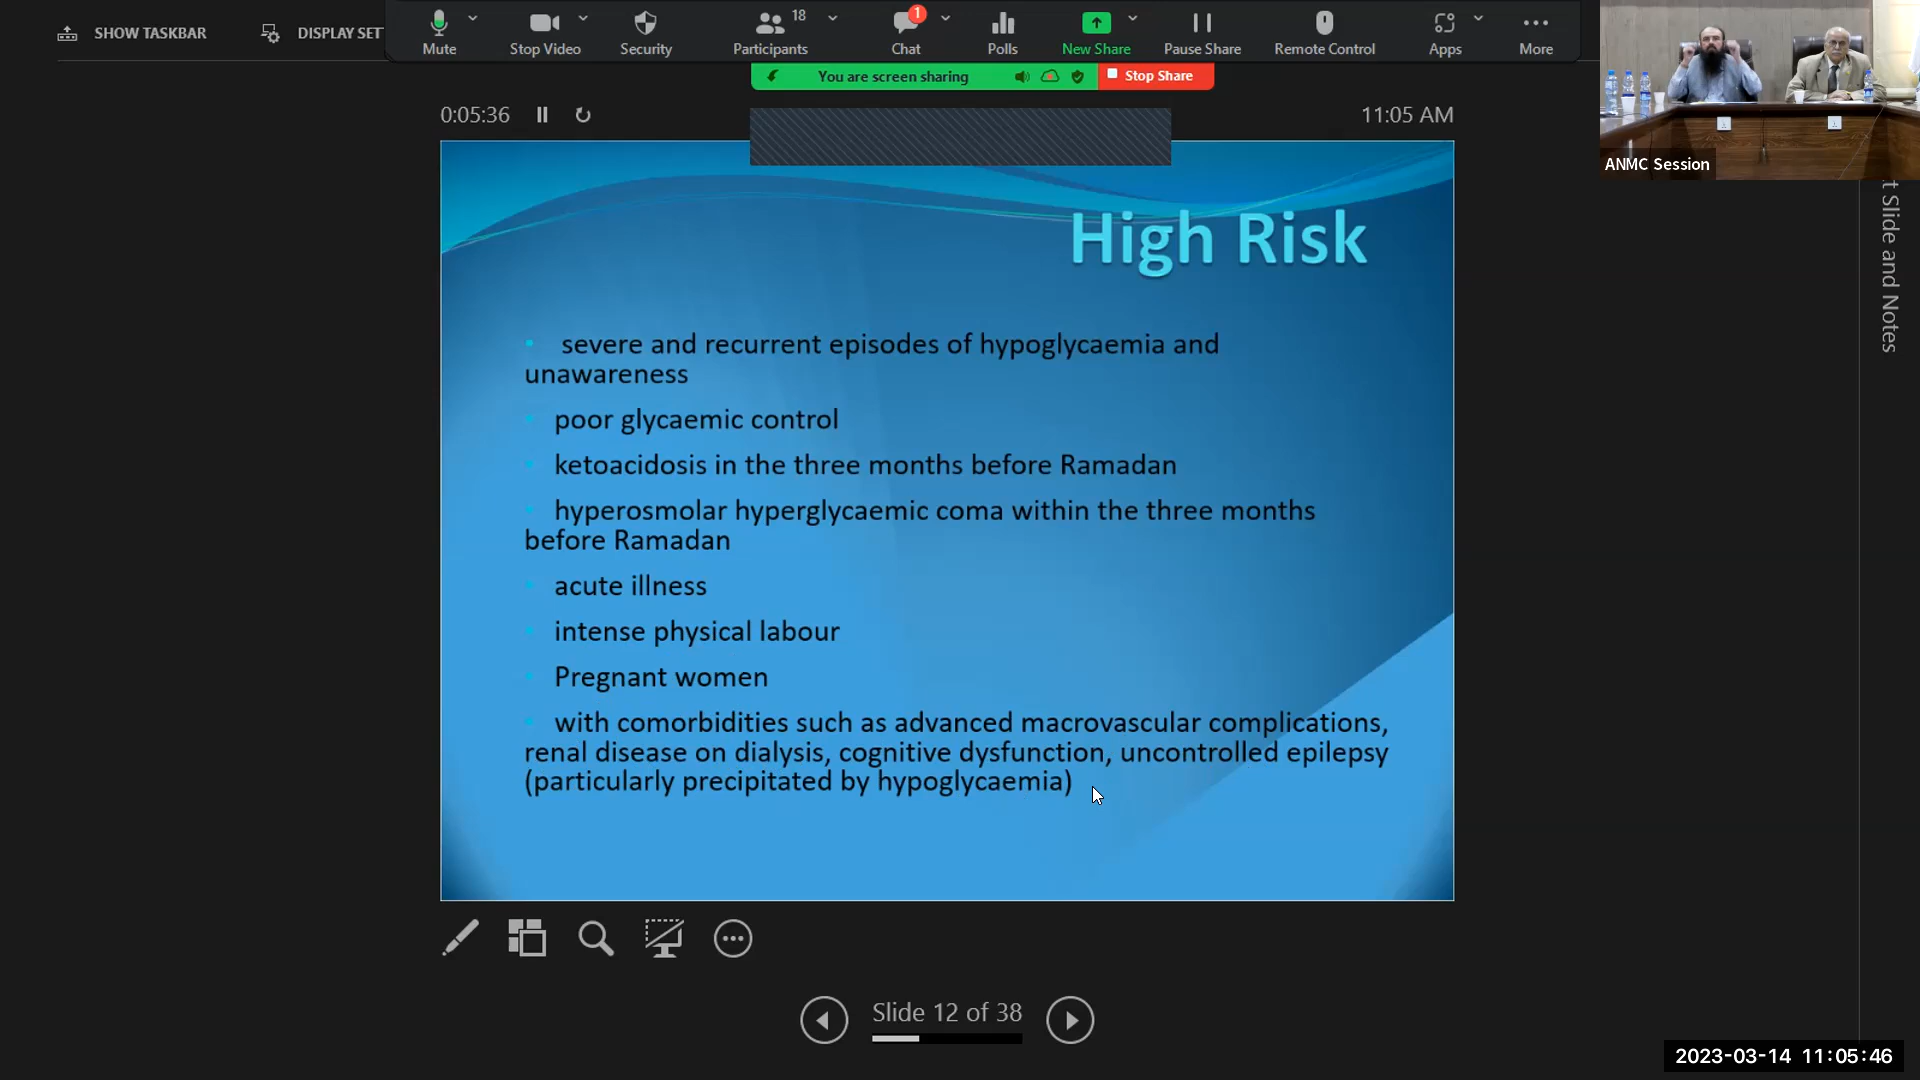 SHOW TASKBAR
DISPLAY SET
Mute
Stop Video
Security
Participants
18
Chat
1
Polls
New Share
Pause Share
Remote Control
Apps
More
You are screen sharing
Stop Share
0:05:36
11:05 AM
ANMC Session
t Slide and Notes
High Risk
• severe and recurrent episodes of hypoglycaemia and
unawareness
• poor glycaemic control
• ketoacidosis in the three months before Ramadan
• hyperosmolar hyperglycaemic coma within the three months
before Ramadan
• acute illness
• intense physical labour
• Pregnant women
• with comorbidities such as advanced macrovascular complications,
renal disease on dialysis, cognitive dysfunction, uncontrolled epilepsy
(particularly precipitated by hypoglycaemia)
Slide 12 of 38
2023-03-14 11:05:46